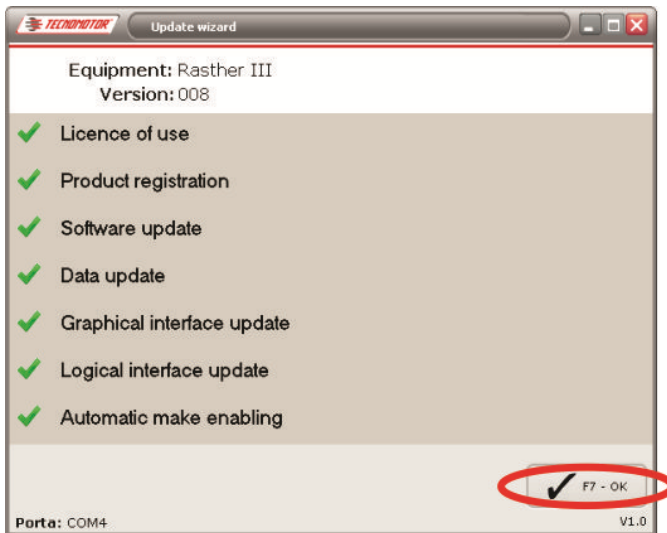 TECNOMOTOR Update wizard
Equipment: Rasther III
Version: 008
Licence of use
Product registration
Software update
Data update
Graphical interface update
Logical interface update
Automatic make enabling
F7 - OK
Porta: COM4 V1.0